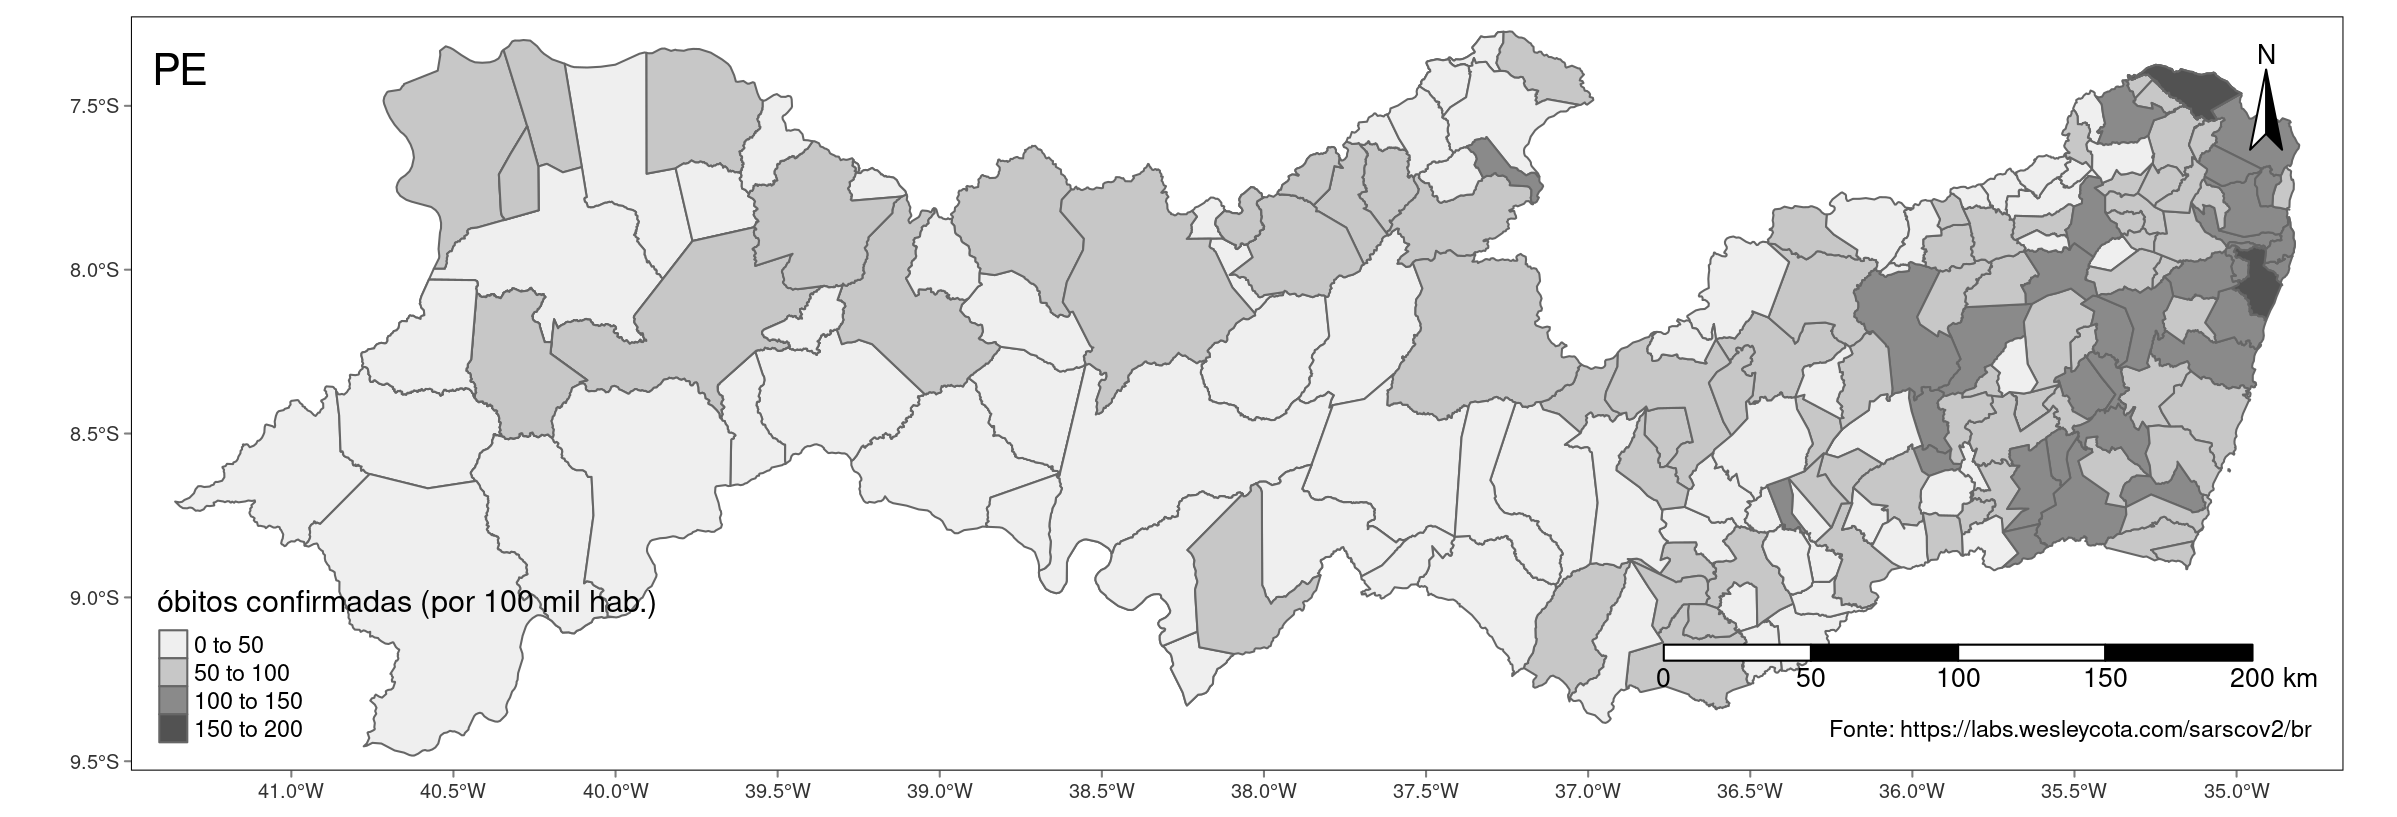 PE
N
7.5°S
8.0°S
8.5°S
9.0°S
9.5°S
óbitos confirmadas (por 100 mil hab.)
0 to 50
50 to 100
100 to 150
150 to 200
0 50 100 150 200 km
Fonte: https://labs.wesleycota.com/sarscov2/br
41.0°W 40.5°W 40.0°W 39.5°W 39.0°W 38.5°W 38.0°W 37.5°W 37.0°W 36.5°W 36.0°W 35.5°W 35.0°W